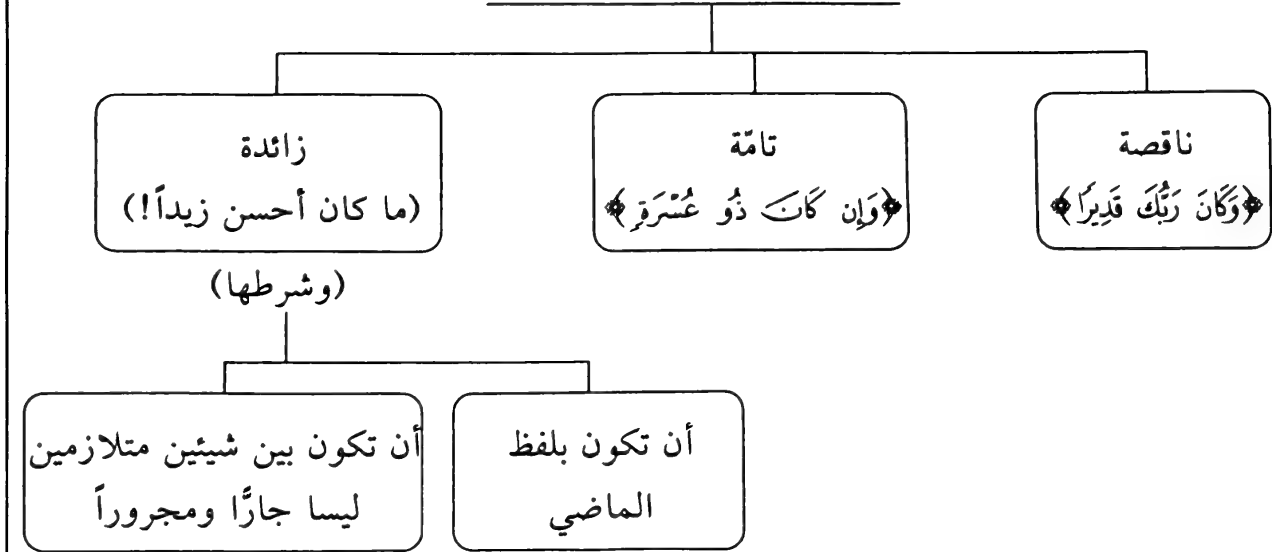 ناقصة
﴿وَكَانَ رَبُّكَ قَدِيرًا﴾
تامّة
﴿وَإِن كَانَ ذُو عُسْرَةٍ﴾
زائدة
(ما كان أحسن زيداً!)
(وشرطها)
أن تكون بلفظ
الماضي
أن تكون بين شيئين متلازمين
ليسا جارًّا ومجروراً